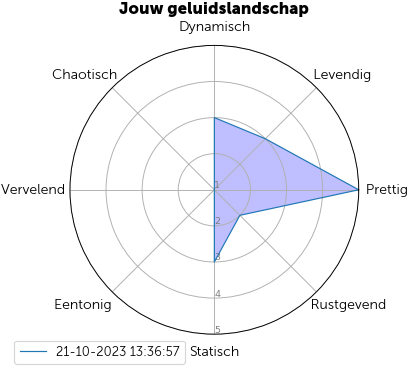 Jouw geluidslandschap
Dynamisch
Chaotisch
Levendig
Vervelend
1
Prettig
2
3
4
Eentonig
Rustgevend
5
21-10-2023 13:36:57
Statisch